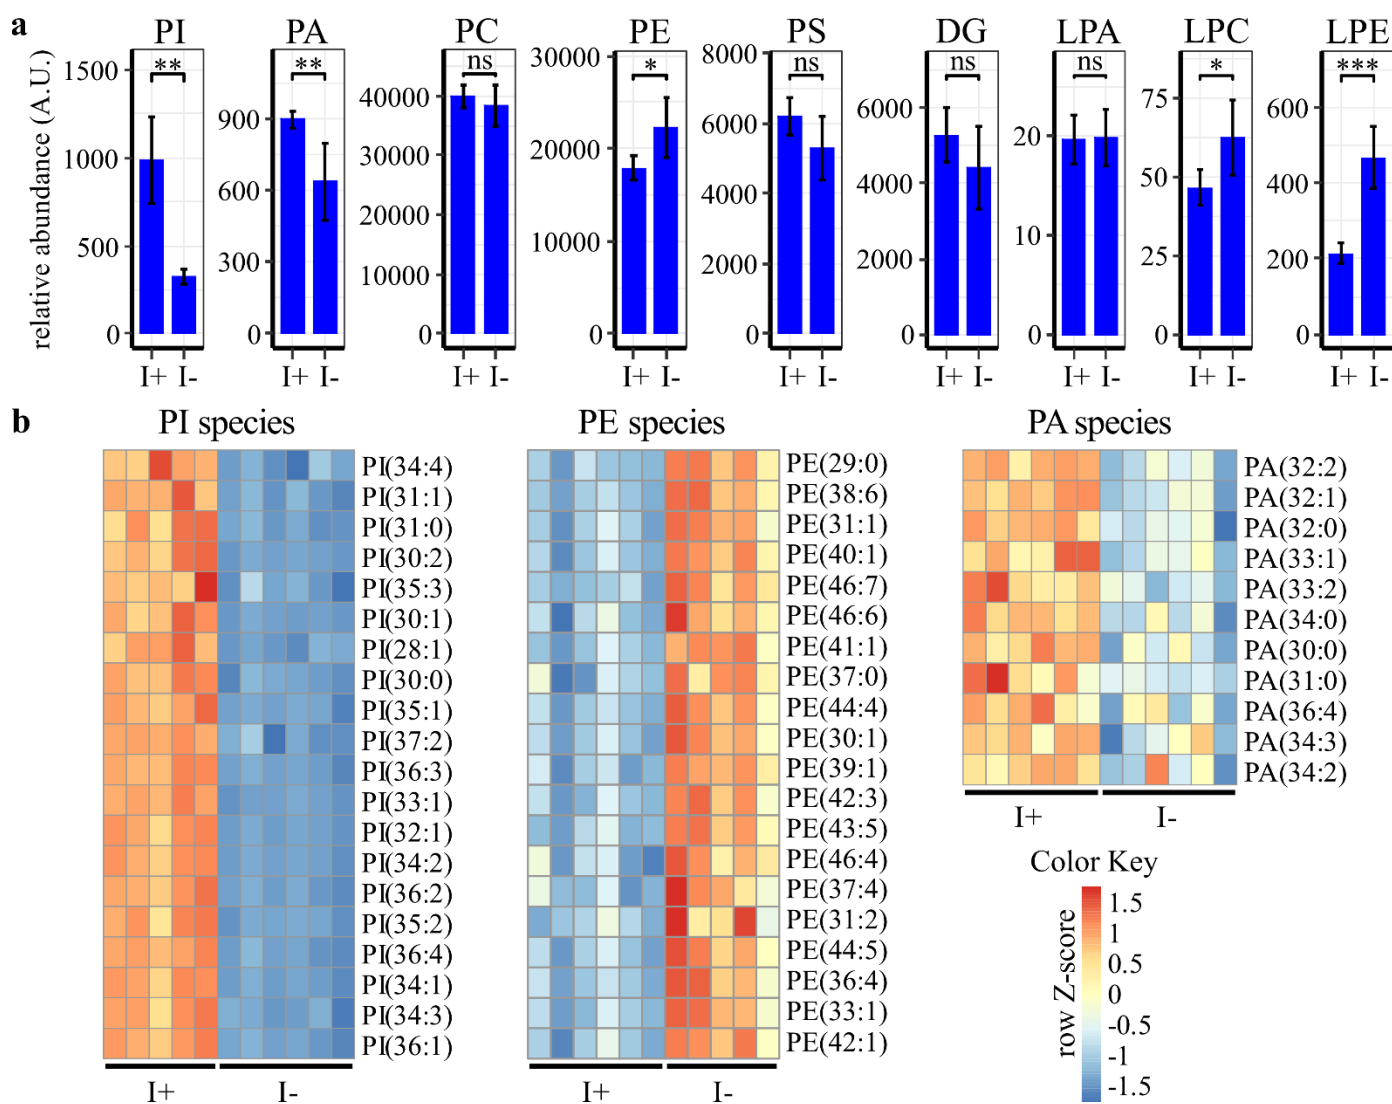 a
PI PA PC PE PS DG LPA LPC LPE
relative abundance (A.U.)
** ** ns * ns ns ns * ***
1500
1000
500
0
900
600
300
0
40000
30000
20000
10000
0
30000
20000
10000
0
8000
6000
4000
2000
0
6000
4000
2000
0
20
10
0
75
50
25
0
600
400
200
0
I+ I- I+ I- I+ I- I+ I- I+ I- I+ I- I+ I- I+ I- I+ I-
b
PI species
PI(34:4)
PI(31:1)
PI(31:0)
PI(30:2)
PI(35:3)
PI(30:1)
PI(28:1)
PI(30:0)
PI(35:1)
PI(37:2)
PI(36:3)
PI(33:1)
PI(32:1)
PI(34:2)
PI(36:2)
PI(35:2)
PI(36:4)
PI(34:1)
PI(34:3)
PI(36:1)
I+ I-
PE species
PE(29:0)
PE(38:6)
PE(31:1)
PE(40:1)
PE(46:7)
PE(46:6)
PE(41:1)
PE(37:0)
PE(44:4)
PE(30:1)
PE(39:1)
PE(42:3)
PE(43:5)
PE(46:4)
PE(37:4)
PE(31:2)
PE(44:5)
PE(36:4)
PE(33:1)
PE(42:1)
I+ I-
PA species
PA(32:2)
PA(32:1)
PA(32:0)
PA(33:1)
PA(33:2)
PA(34:0)
PA(30:0)
PA(31:0)
PA(36:4)
PA(34:3)
PA(34:2)
I+ I-
Color Key
row Z-score
1.5
1
0.5
0
-0.5
-1
-1.5